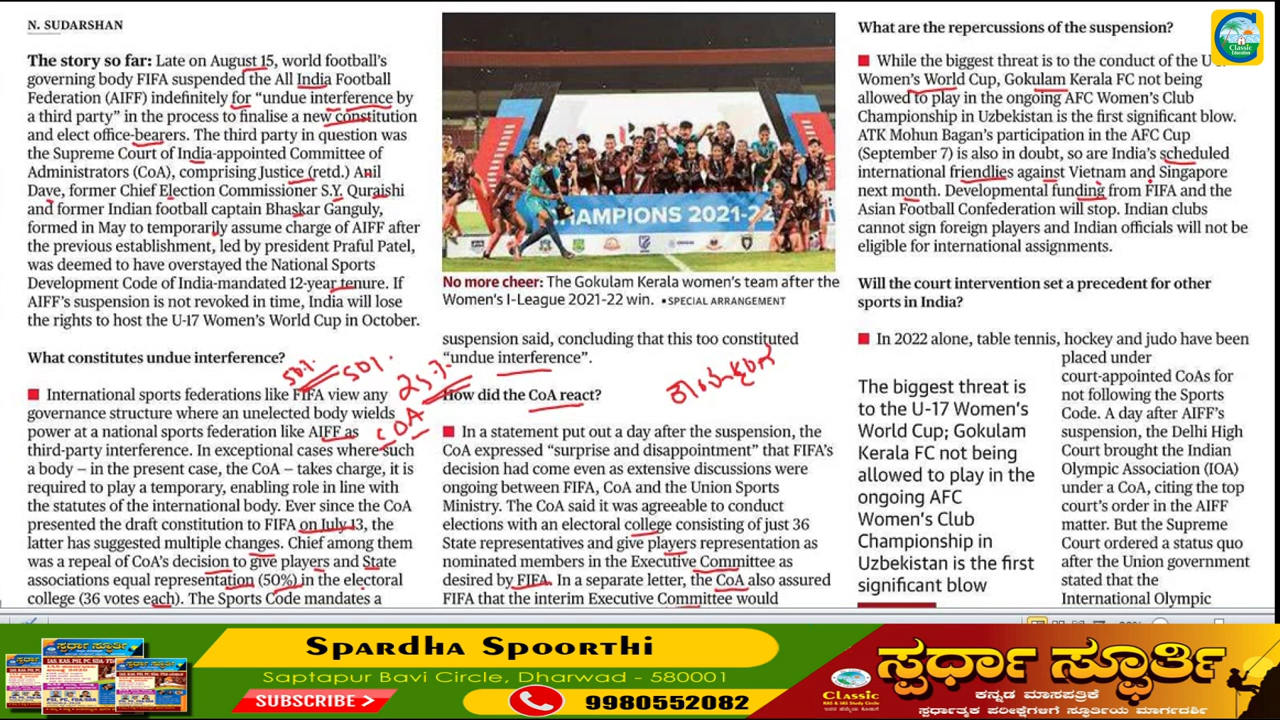 N. SUDARSHAN
The story so far: Late on August 15, world football's
governing body FIFA suspended the All India Football
Federation (AIFF) indefinitely for “undue interference by
a third party” in the process to finalise a new constitution
and elect office-bearers. The third party in question was
the Supreme Court of India-appointed Committee of
Administrators (CoA), comprising Justice (retd.) Anil
Dave, former Chief Election Commissioner S.Y. Quraishi
and former Indian football captain Bhaskar Ganguly,
formed in May to temporarily assume charge of AIFF after
the previous establishment, led by president Praful Patel,
was deemed to have overstayed the National Sports
Development Code of India-mandated 12-year tenure. If
AIFF's suspension is not revoked in time, India will lose
the rights to host the U-17 Women's World Cup in October.
What constitutes undue interference?
50% 50%
International sports federations like FIFA view any
governance structure where an unelected body wields
power at a national sports federation like AIFF as
third-party interference. In exceptional cases where such
a body – in the present case, the CoA – takes charge, it is
required to play a temporary, enabling role in line with
the statutes of the international body. Ever since the CoA
presented the draft constitution to FIFA on July 13, the
latter has suggested multiple changes. Chief among them
was a repeal of CoA's decision to give players and State
associations equal representation (50%) in the electoral
college (36 votes each). The Sports Code mandates a
25%
COA
CHAMPIONS 2021-22
No more cheer: The Gokulam Kerala women's team after the
Women's I-League 2021-22 win. •SPECIAL ARRANGEMENT
suspension said, concluding that this too constituted
“undue interference”.
How did the CoA react?
In a statement put out a day after the suspension, the
CoA expressed “surprise and disappointment” that FIFA's
decision had come even as extensive discussions were
ongoing between FIFA, CoA and the Union Sports
Ministry. The CoA said it was agreeable to conduct
elections with an electoral college consisting of just 36
State representatives and give players representation as
nominated members in the Executive Committee as
desired by FIFA. In a separate letter, the CoA also assured
FIFA that the interim Executive Committee would
What are the repercussions of the suspension?
While the biggest threat is to the conduct of the U-
Women's World Cup, Gokulam Kerala FC not being
allowed to play in the ongoing AFC Women's Club
Championship in Uzbekistan is the first significant blow.
ATK Mohun Bagan's participation in the AFC Cup
(September 7) is also in doubt, so are India's scheduled
international friendlies against Vietnam and Singapore
next month. Developmental funding from FIFA and the
Asian Football Confederation will stop. Indian clubs
cannot sign foreign players and Indian officials will not be
eligible for international assignments.
Will the court intervention set a precedent for other
sports in India?
In 2022 alone, table tennis, hockey and judo have been
placed under
court-appointed CoAs for
not following the Sports
Code. A day after AIFF's
suspension, the Delhi High
Court brought the Indian
Olympic Association (IOA)
under a CoA, citing the top
court's order in the AIFF
matter. But the Supreme
Court ordered a status quo
after the Union government
stated that the
International Olympic
The biggest threat is
to the U-17 Women's
World Cup; Gokulam
Kerala FC not being
allowed to play in the
ongoing AFC
Women's Club
Championship in
Uzbekistan is the first
significant blow
Classic
Education
SPARDHA SPOORTHI
Saptapur Bavi Circle, Dharwad - 580001
SUBSCRIBE
9980552082
ಸ್ಪರ್ಧಾ ಸ್ಫೂರ್ತಿ
ಕನ್ನಡ ಮಾಸಪತ್ರಿಕೆ
ಸ್ಪರ್ಧಾತ್ಮಕ ಪರೀಕ್ಷೆಗಳಿಗೆ ಸ್ಫೂರ್ತಿಯ ಮಾರ್ಗದರ್ಶಿ
Classic
KAS & IAS Study Circle